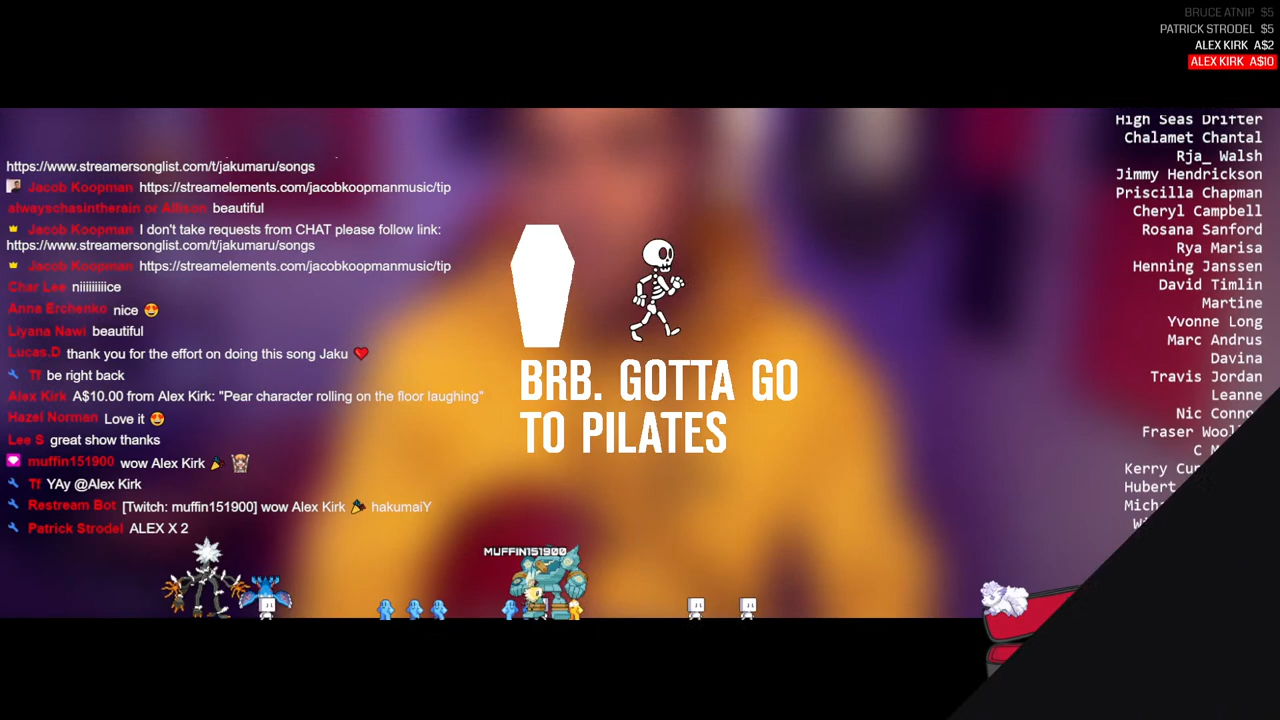 BRUCE ATNIP $5
PATRICK STRODEL $5
ALEX KIRK A$2
ALEX KIRK A$10
https://www.streamersonglist.com/t/jakumaru/songs
Jacob Koopman https://streamelements.com/jacobkoopmanmusic/tip
alwayschasintherain or Allison beautiful
Jacob Koopman I don't take requests from CHAT please follow link:
https://www.streamersonglist.com/t/jakumaru/songs
Jacob Koopman https://streamelements.com/jacobkoopmanmusic/tip
Char Lee niiiiiiiice
Anna Erchenko nice 😍
Liyana Nawi beautiful
Lucas.D thank you for the effort on doing this song Jaku ❤️
Tf be right back
Alex Kirk A$10.00 from Alex Kirk: "Pear character rolling on the floor laughing"
Hazel Norman Love it 😍
Lee S great show thanks
muffin151900 wow Alex Kirk 🎉
Tf YAy @Alex Kirk
Restream Bot [Twitch: muffin151900] wow Alex Kirk 🎉 hakumaiY
Patrick Strodel ALEX X 2
BRB. GOTTA GO
TO PILATES
MUFFIN151900
High Seas Drifter
Chalamet Chantal
Rja_ Walsh
Jimmy Hendrickson
Priscilla Chapman
Cheryl Campbell
Rosana Sanford
Rya Marisa
Henning Janssen
David Timlin
Martine
Yvonne Long
Marc Andrus
Davina
Travis Jordan
Leanne
Nic Conno
Fraser Wool
C
Kerry Cur
Hubert
Micha